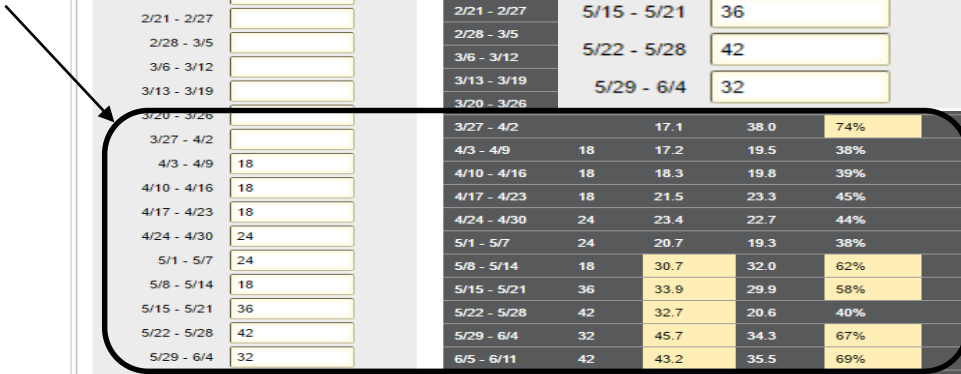 2/21 - 2/27
2/28 - 3/5
3/6 - 3/12
3/13 - 3/19
3/20 - 3/26
3/27 - 4/2
4/3 - 4/9 18
4/10 - 4/16 18
4/17 - 4/23 18
4/24 - 4/30 24
5/1 - 5/7 24
5/8 - 5/14 18
5/15 - 5/21 36
5/22 - 5/28 42
5/29 - 6/4 32
2/21 - 2/27
2/28 - 3/5
3/6 - 3/12
3/13 - 3/19
3/20 - 3/26
5/15 - 5/21 36
5/22 - 5/28 42
5/29 - 6/4 32
3/27 - 4/2 17.1 38.0 74%
4/3 - 4/9 18 17.2 19.5 38%
4/10 - 4/16 18 18.3 19.8 39%
4/17 - 4/23 18 21.5 23.3 45%
4/24 - 4/30 24 23.4 22.7 44%
5/1 - 5/7 24 20.7 19.3 38%
5/8 - 5/14 18 30.7 32.0 62%
5/15 - 5/21 36 33.9 29.9 58%
5/22 - 5/28 42 32.7 20.6 40%
5/29 - 6/4 32 45.7 34.3 67%
6/5 - 6/11 42 43.2 35.5 69%